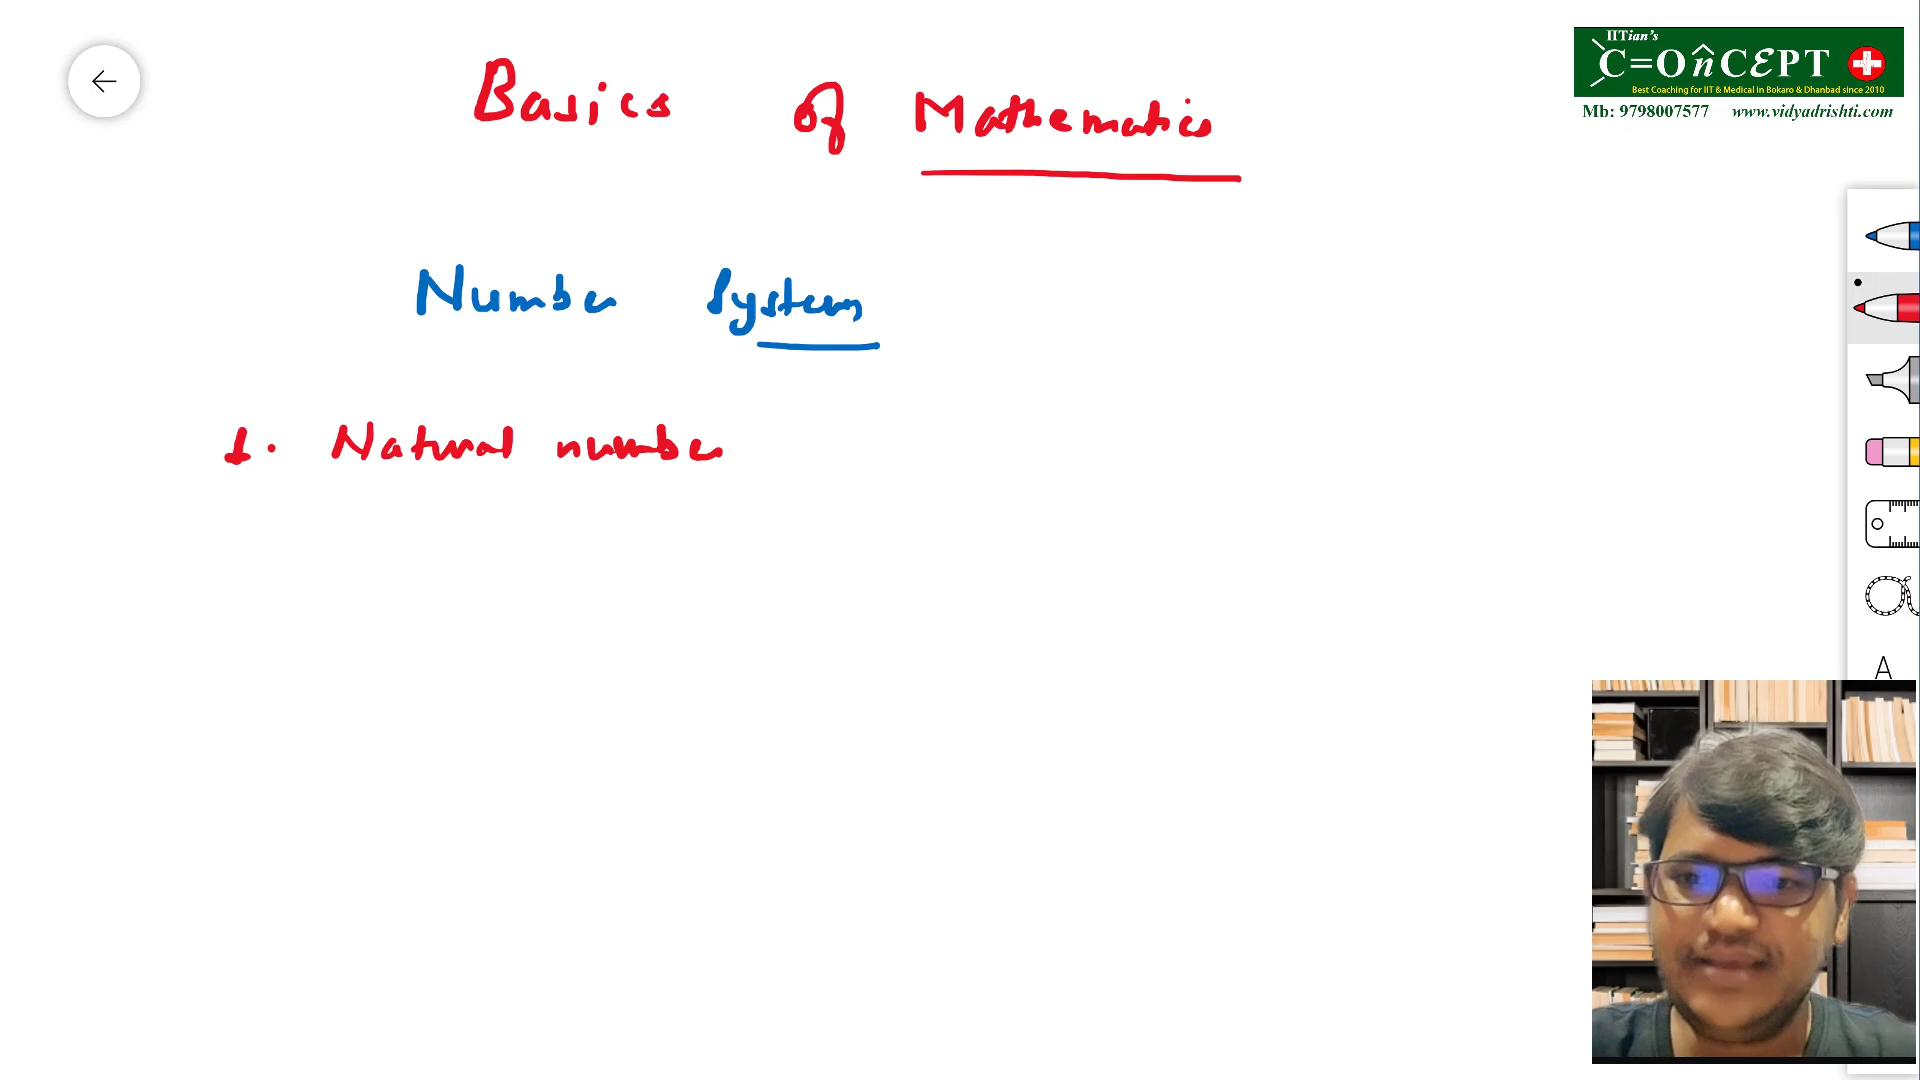 IITian's
C=OnCEPT
Best Coaching for IIT & Medical in Bokaro & Dhanbad since 2010
Mb: 9798007577 www.vidyadrishti.com
Basics of Mathematics
Number System
1. Natural number
A